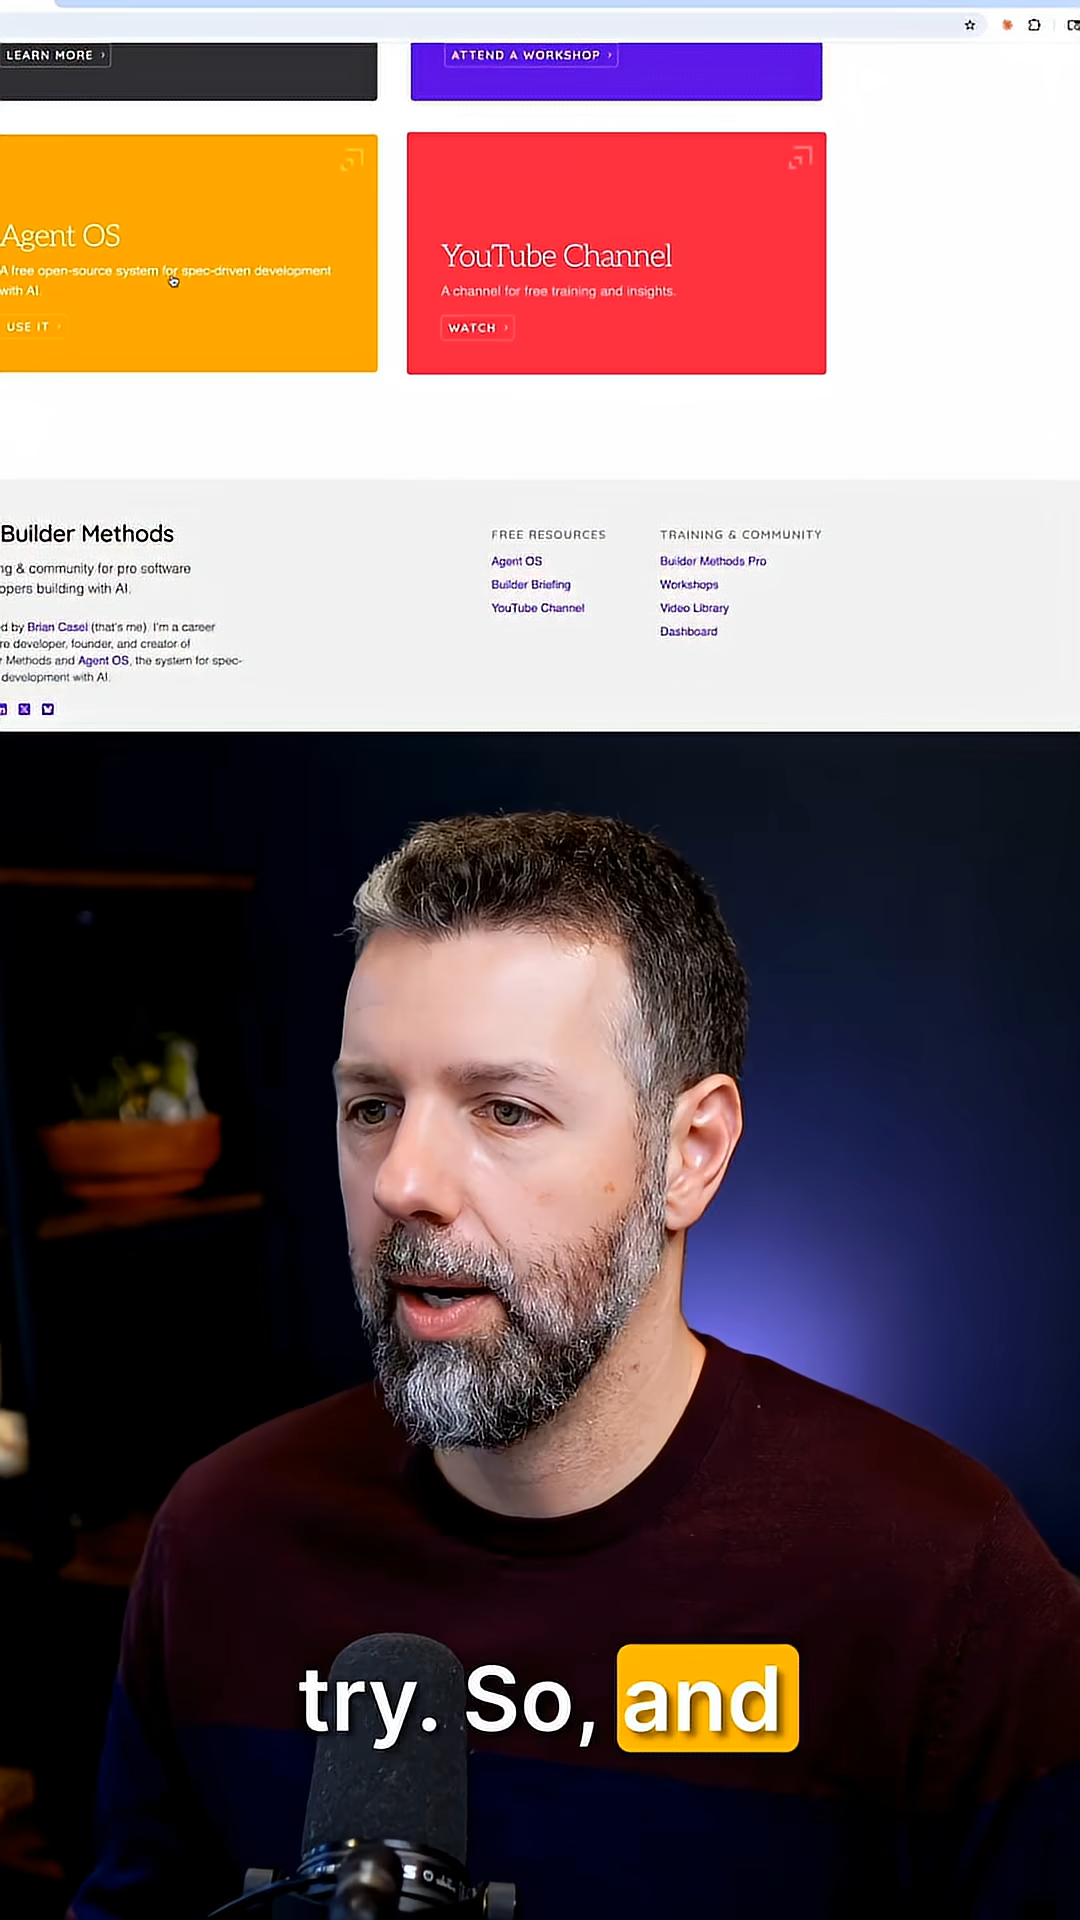 LEARN MORE ›
ATTEND A WORKSHOP ›
Agent OS
A free open-source system for spec-driven development
with AI.
USE IT ›
YouTube Channel
A channel for free training and insights.
WATCH ›
Builder Methods
ng & community for pro software
opers building with AI.
ed by Brian Casel (that's me). I'm a career
re developer, founder, and creator of
r Methods and Agent OS, the system for spec-
development with AI.
FREE RESOURCES
Agent OS
Builder Briefing
YouTube Channel
TRAINING & COMMUNITY
Builder Methods Pro
Workshops
Video Library
Dashboard
try. So, and